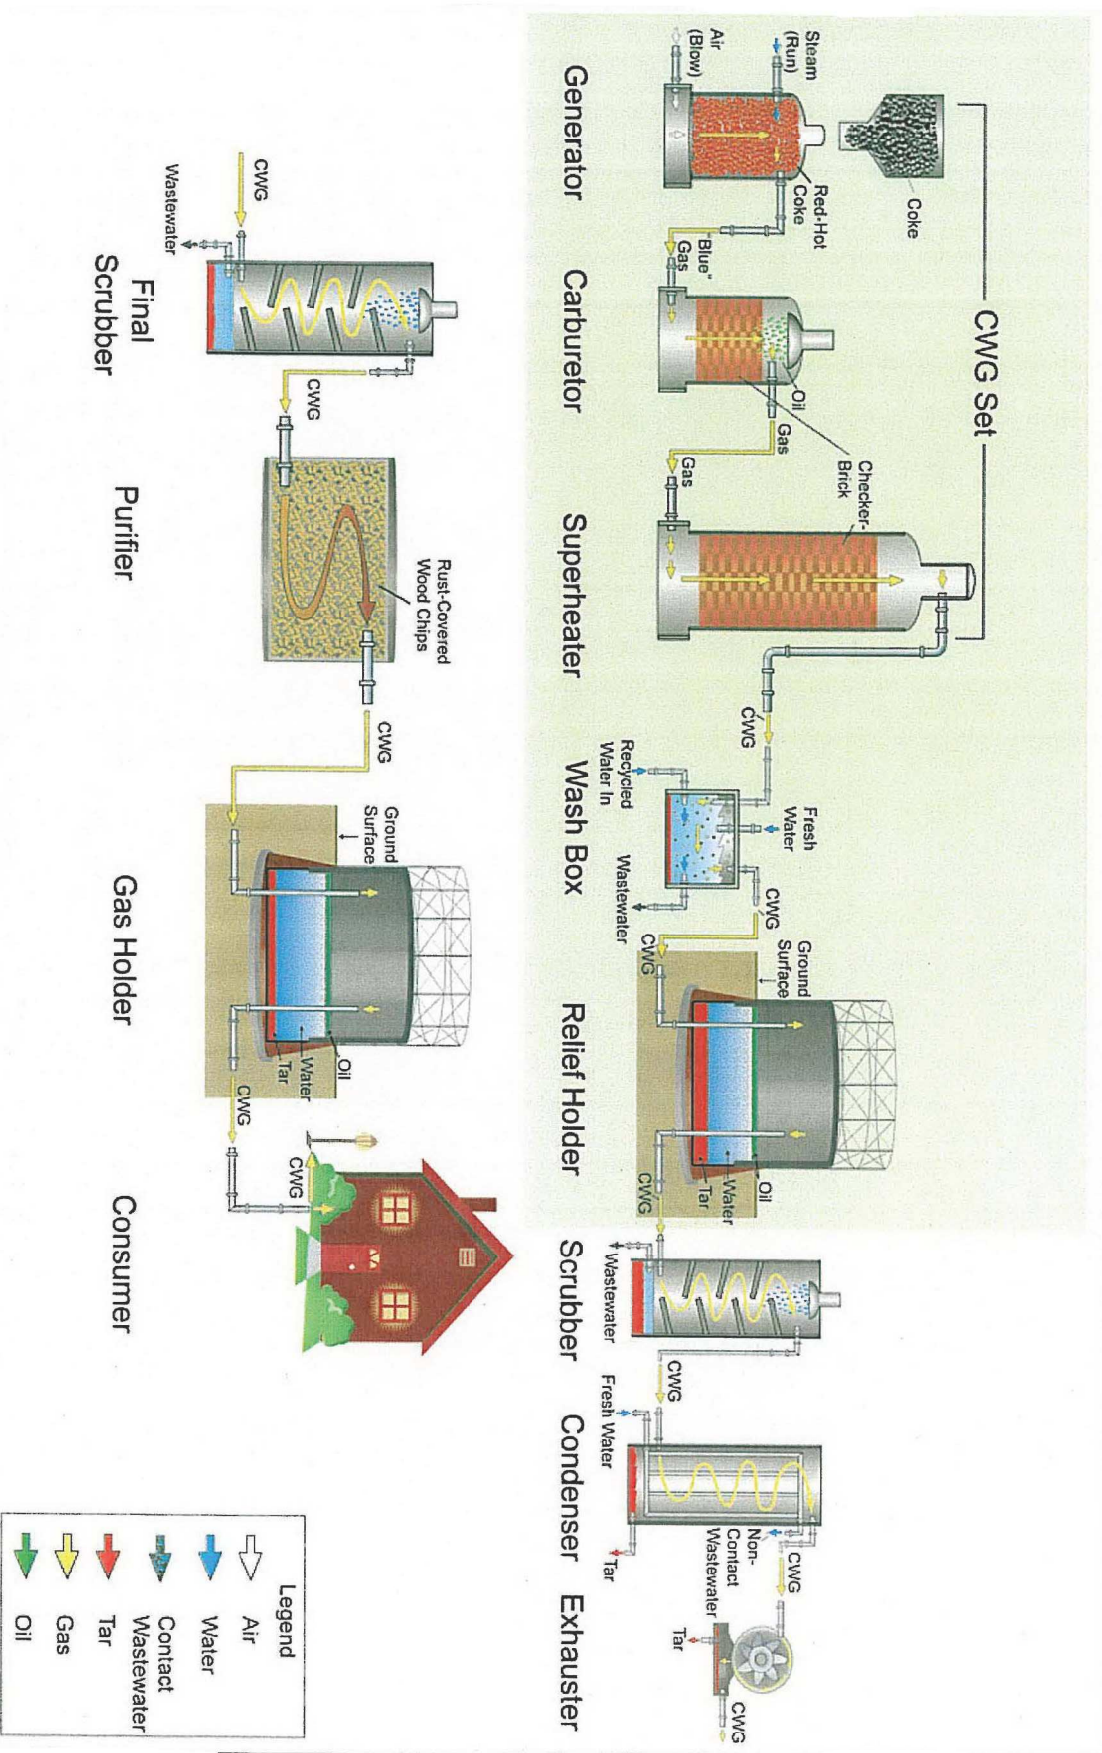 CWG Set
Steam
(Run)
Air
(Blow)
Coke
Red-Hot
Coke
"Blue"
Gas
Oil
Gas
Gas
Checker-
Brick
CWG
Recycled
Water In
Fresh
Water
Wastewater
CWG
CWG
Ground
Surface
Oil
Water
Tar
CWG
Wastewater
CWG
Fresh Water
Non-
Contact
Wastewater
Tar
CWG
Tar
CWG
Generator
Carburetor
Superheater
Wash Box
Relief Holder
Scrubber
Condenser
Exhauster
CWG
Wastewater
CWG
Rust-Covered
Wood Chips
CWG
Ground
Surface
Oil
Water
Tar
CWG
CWG
Final
Scrubber
Purifier
Gas Holder
Consumer
Legend
Air
Water
Contact
Wastewater
Tar
Gas
Oil